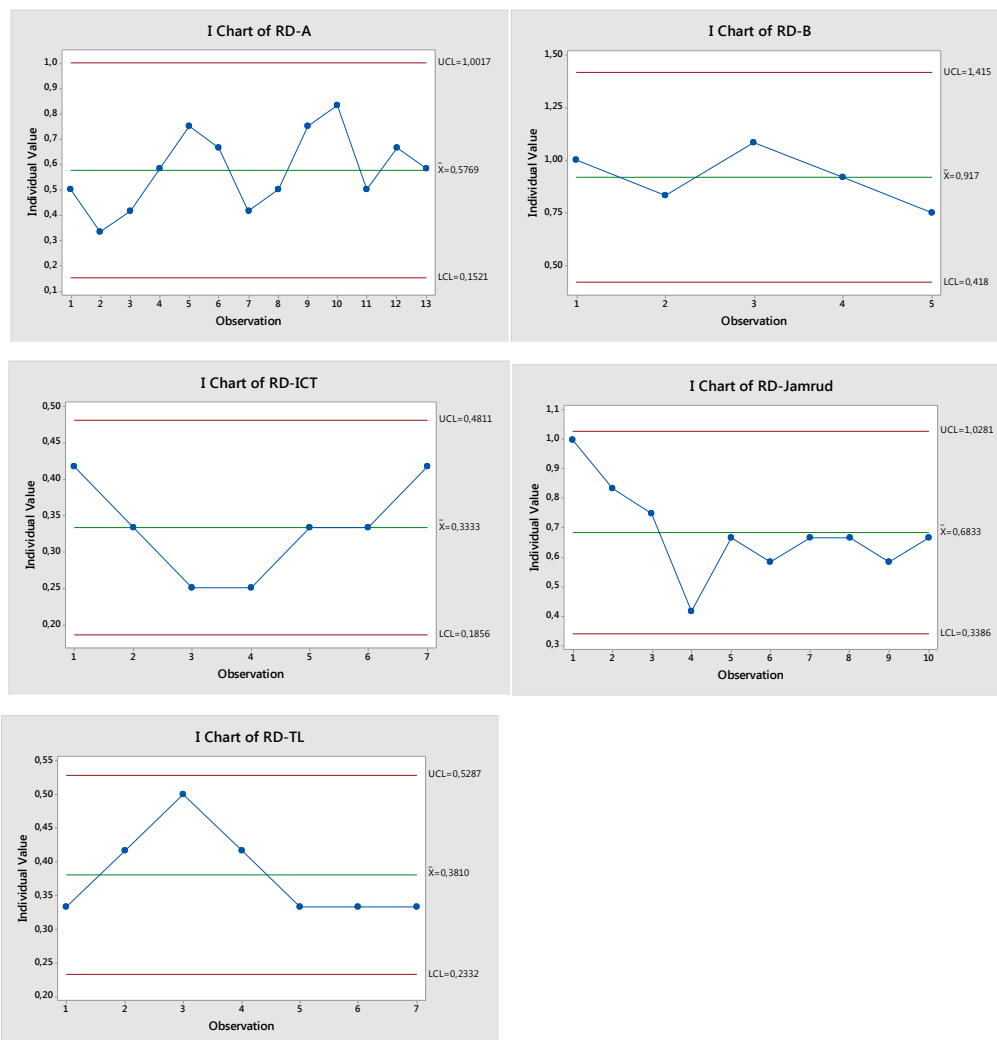 I Chart of RD-A
Individual Value
1,0
0,9
0,8
0,7
0,6
0,5
0,4
0,3
0,2
0,1
UCL=1,0017
X̄=0,5769
LCL=0,1521
1 2 3 4 5 6 7 8 9 10 11 12 13
Observation
I Chart of RD-B
Individual Value
1,50
1,25
1,00
0,75
0,50
UCL=1,415
X̄=0,917
LCL=0,418
1 2 3 4 5
Observation
I Chart of RD-ICT
Individual Value
0,50
0,45
0,40
0,35
0,30
0,25
0,20
UCL=0,4811
X̄=0,3333
LCL=0,1856
1 2 3 4 5 6 7
Observation
I Chart of RD-Jamrud
Individual Value
1,1
1,0
0,9
0,8
0,7
0,6
0,5
0,4
0,3
UCL=1,0281
X̄=0,6833
LCL=0,3386
1 2 3 4 5 6 7 8 9 10
Observation
I Chart of RD-TL
Individual Value
0,55
0,50
0,45
0,40
0,35
0,30
0,25
0,20
UCL=0,5287
X̄=0,3810
LCL=0,2332
1 2 3 4 5 6 7
Observation